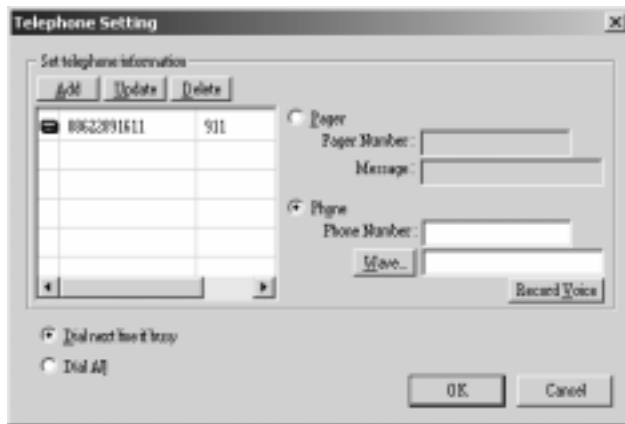 Telephone Setting
Set telephone information
Add Update Delete
08622091611 911
Pager
Pager Number:
Message:
Phone
Phone Number:
Wave...
Record Voice
Dial next line if busy
Dial All
OK Cancel